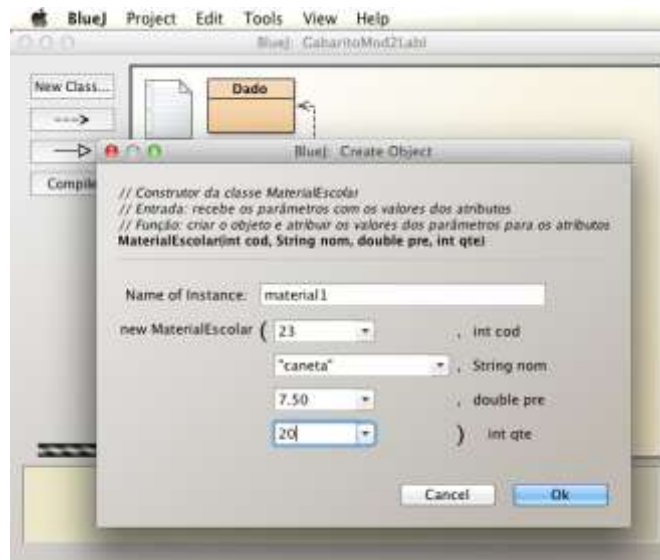 BlueJ Project Edit Tools View Help
BlueJ: GabaritoMod2Lab1
New Class...
Dado
Compile
BlueJ: Create Object
// Construtor da classe MaterialEscolar
// Entrada: recebe os parâmetros com os valores dos atributos
// Função: criar o objeto e atribuir os valores dos parâmetros para os atributos
MaterialEscolar(int cod, String nom, double pre, int qte)
Name of Instance: material1
new MaterialEscolar ( 23 , int cod
"caneta" , String nom
7.50 , double pre
20 ) int qte
Cancel Ok